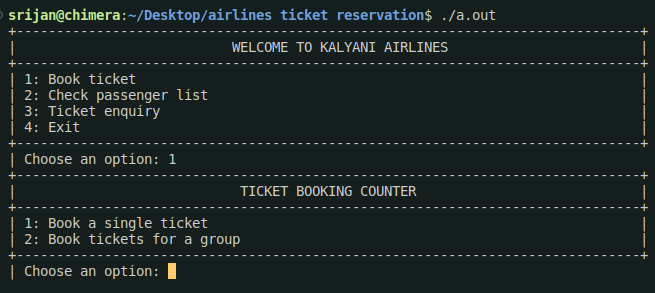 srijan@chimera:~/Desktop/airlines ticket reservation$ ./a.out
+------------------------------------------------------------------------------+
| WELCOME TO KALYANI AIRLINES |
+------------------------------------------------------------------------------+
| 1: Book ticket |
| 2: Check passenger list |
| 3: Ticket enquiry |
| 4: Exit |
+------------------------------------------------------------------------------+
| Choose an option: 1
+------------------------------------------------------------------------------+
| TICKET BOOKING COUNTER |
+------------------------------------------------------------------------------+
| 1: Book a single ticket |
| 2: Book tickets for a group |
+------------------------------------------------------------------------------+
| Choose an option: